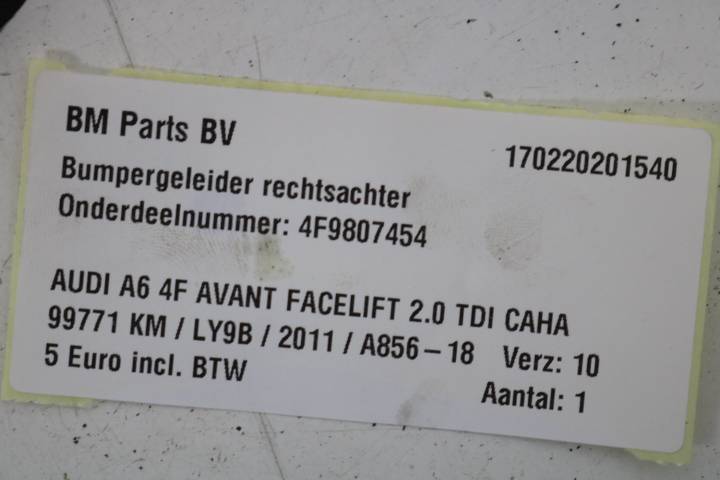 BM Parts BV
170220201540
Bumpergeleider rechtsachter
Onderdeelnummer: 4F9807454
AUDI A6 4F AVANT FACELIFT 2.0 TDI CAHA
99771 KM / LY9B / 2011 / A856-18 Verz: 10
5 Euro incl. BTW
Aantal: 1